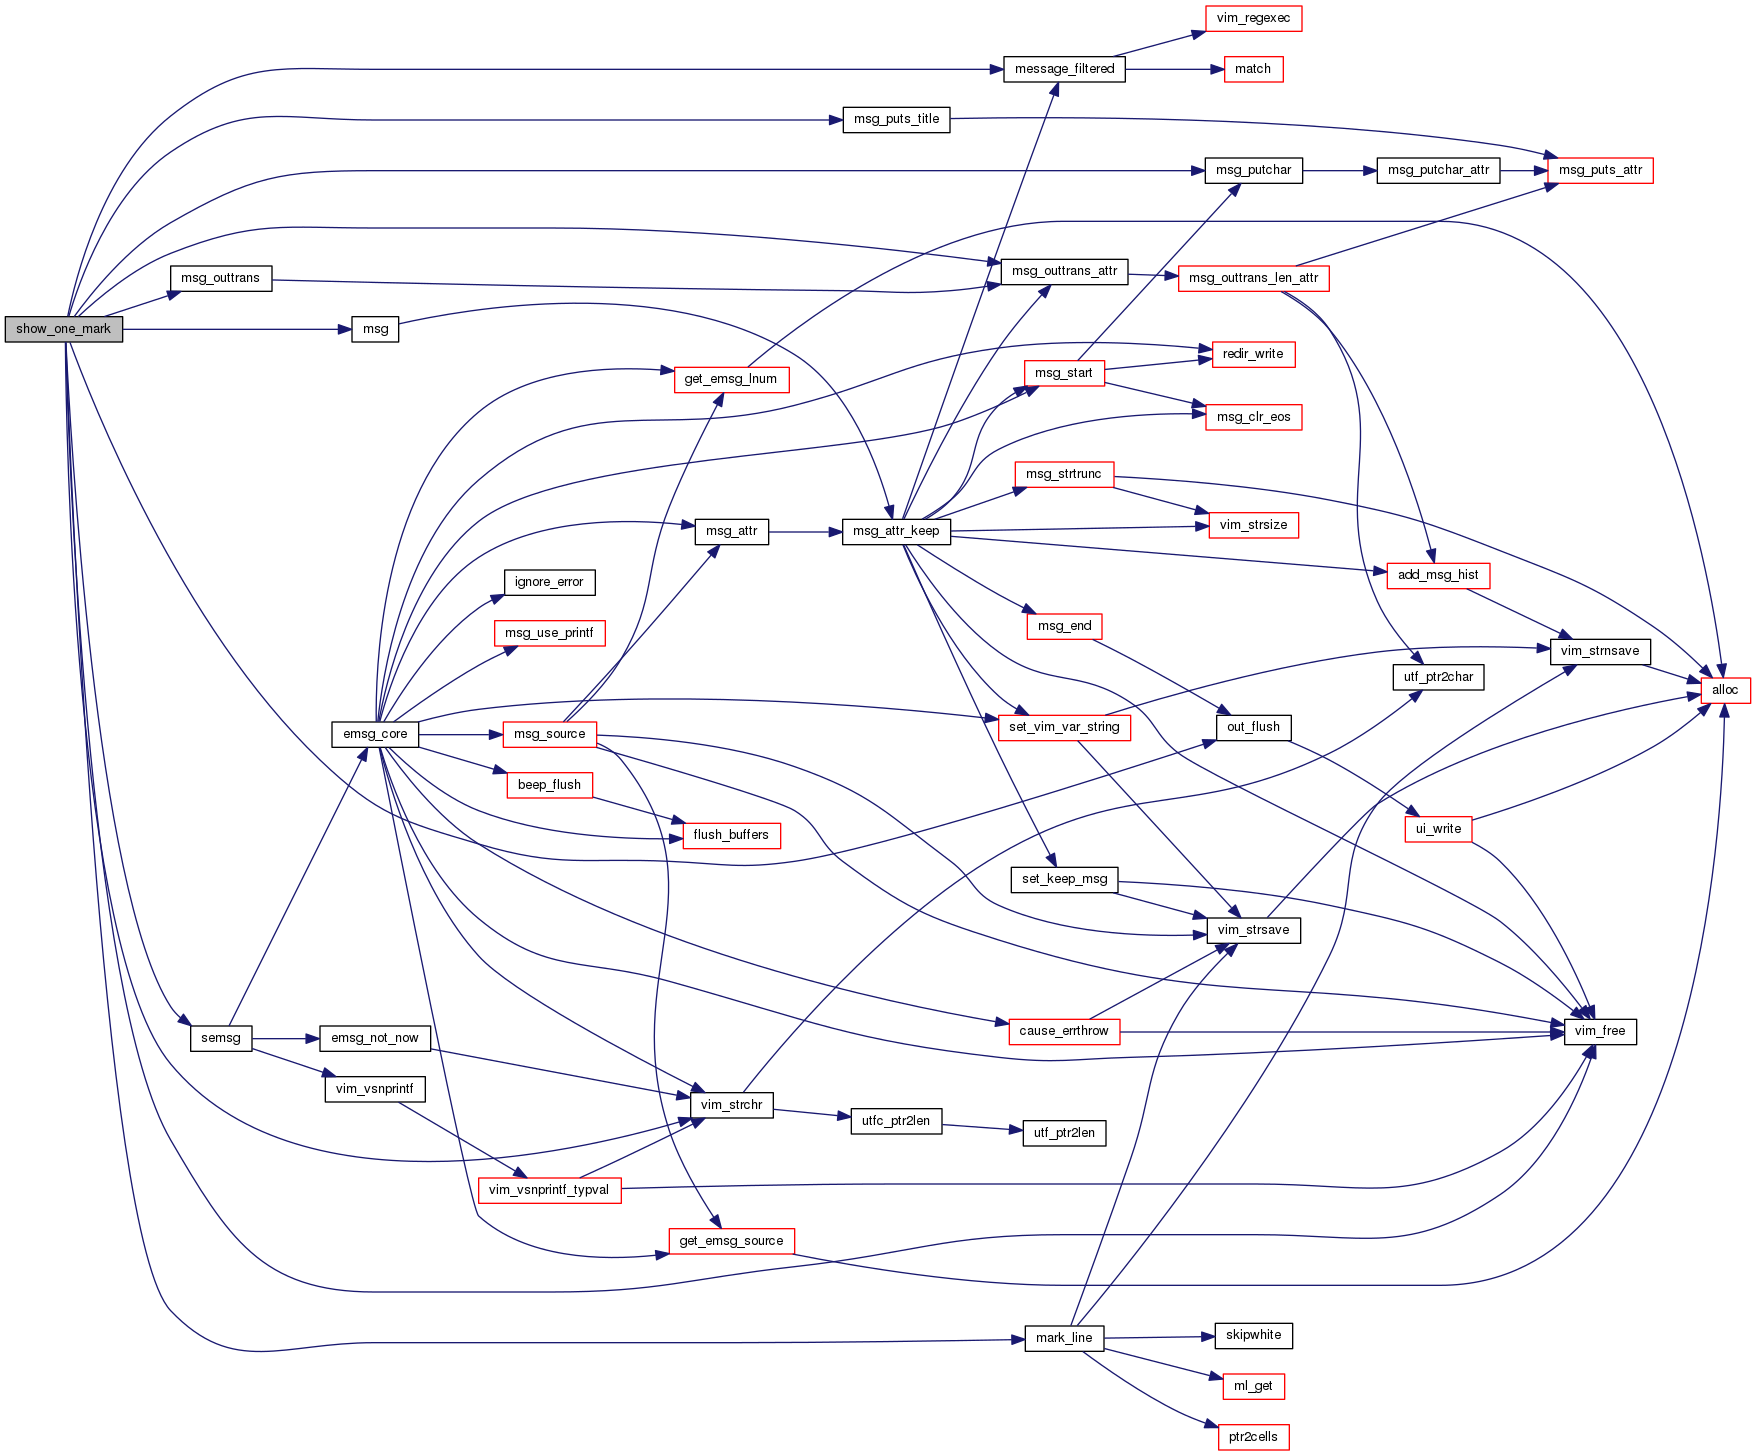 vim_regexec
message_filtered
match
msg_puts_title
msg_putchar
msg_putchar_attr
msg_puts_attr
msg_outtrans
msg_outtrans_attr
msg_outtrans_len_attr
show_one_mark
msg
redir_write
get_emsg_lnum
msg_start
msg_clr_eos
msg_strtrunc
vim_strsize
msg_attr
msg_attr_keep
ignore_error
add_msg_hist
msg_use_printf
msg_end
vim_strnsave
utf_ptr2char
alloc
emsg_core
msg_source
set_vim_var_string
out_flush
beep_flush
flush_buffers
ui_write
set_keep_msg
vim_strsave
semsg
emsg_not_now
cause_errthrow
vim_free
vim_vsnprintf
vim_strchr
utfc_ptr2len
utf_ptr2len
vim_vsnprintf_typval
get_emsg_source
mark_line
skipwhite
ml_get
ptr2cells